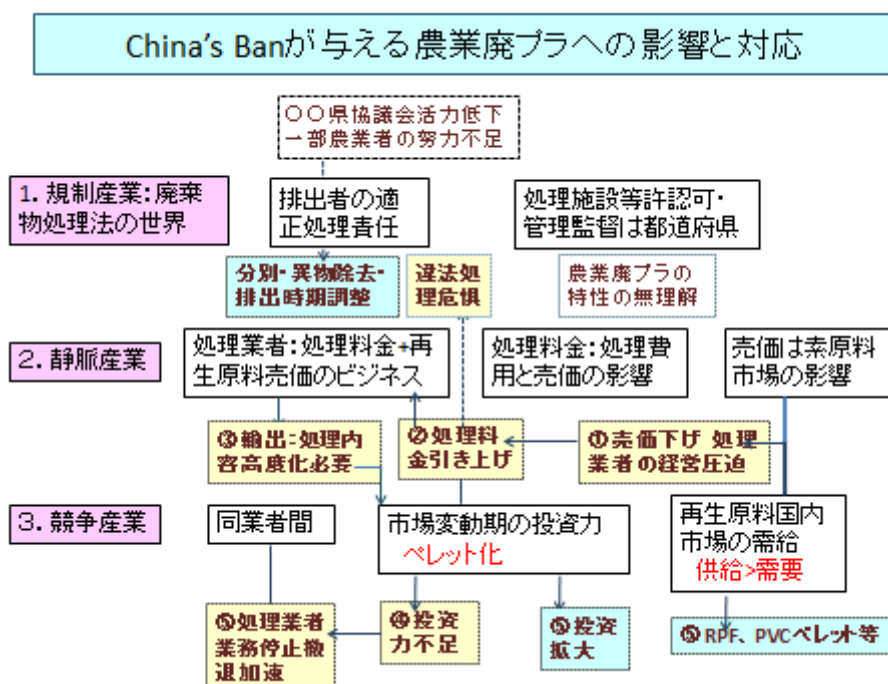 China's Banが与える農業廃プラへの影響と対応
〇〇県協議会活力低下
一部農業者の努力不足
1. 規制産業:廃棄
物処理法の世界
排出者の適
正処理責任
処理施設等許認可・
管理監督は都道府県
分別・異物除去・
排出時期調整
違法処
理危惧
農業廃プラの
特性の無理解
2. 静脈産業
処理業者:処理料金+再
生原料売価のビジネス
処理料金:処理費
用と売価の影響
売価は素原料
市場の影響
③輸出:処理内
容高度化必要
②処理料
金引き上げ
①売価下げ 処理
業者の経営圧迫
3. 競争産業
同業者間
市場変動期の投資力
ペレット化
再生原料国内
市場の需給
供給>需要
⑤処理業者
業務停止撤
退加速
④投資
力不足
⑤投資
拡大
⑤RPF、PVCペレット等